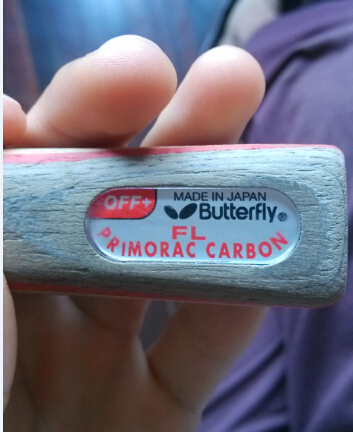 OFF+
MADE IN JAPAN
Butterfly®
FL
PRIMORAC CARBON